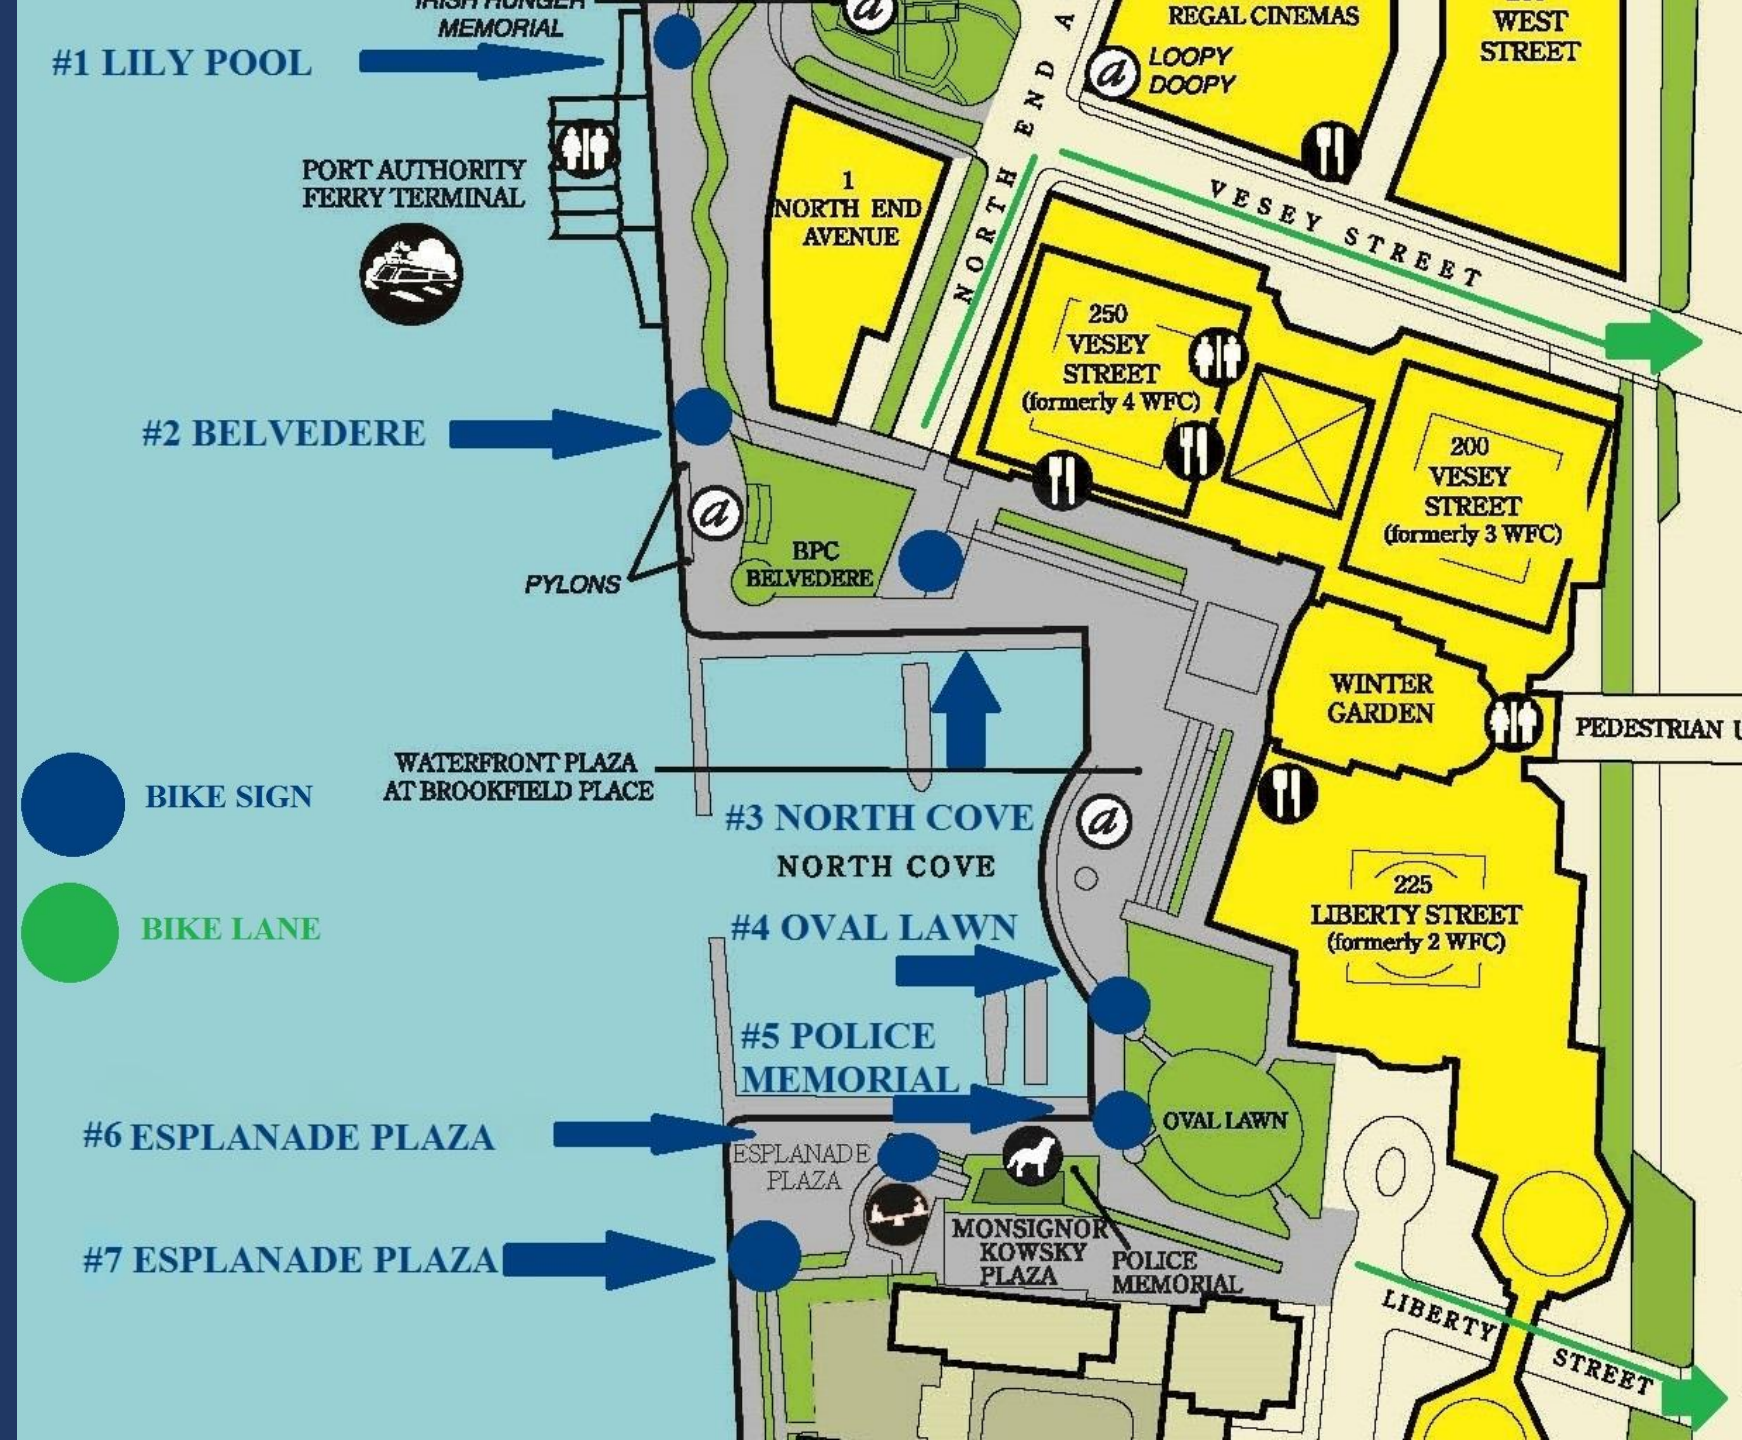 IRISH HUNGER
MEMORIAL
#1 LILY POOL
REGAL CINEMAS
WEST
STREET
a
a
LOOPY
DOOPY
NORTH END A
PORT AUTHORITY
FERRY TERMINAL
1
NORTH END
AVENUE
VESEY STREET
250
VESEY
STREET
(formerly 4 WFC)
#2 BELVEDERE
200
VESEY
STREET
(formerly 3 WFC)
a
BPC
BELVEDERE
PYLONS
WINTER
GARDEN
PEDESTRIAN
WATERFRONT PLAZA
AT BROOKFIELD PLACE
BIKE SIGN
#3 NORTH COVE
a
NORTH COVE
225
LIBERTY STREET
(formerly 2 WFC)
BIKE LANE
#4 OVAL LAWN
#5 POLICE
MEMORIAL
OVAL LAWN
#6 ESPLANADE PLAZA
ESPLANADE
PLAZA
MONSIGNOR
KOWSKY
PLAZA
POLICE
MEMORIAL
#7 ESPLANADE PLAZA
LIBERTY
STREET